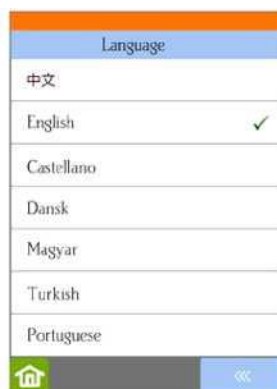 Language
中文
English
Castellano
Dansk
Magyar
Turkish
Portuguese